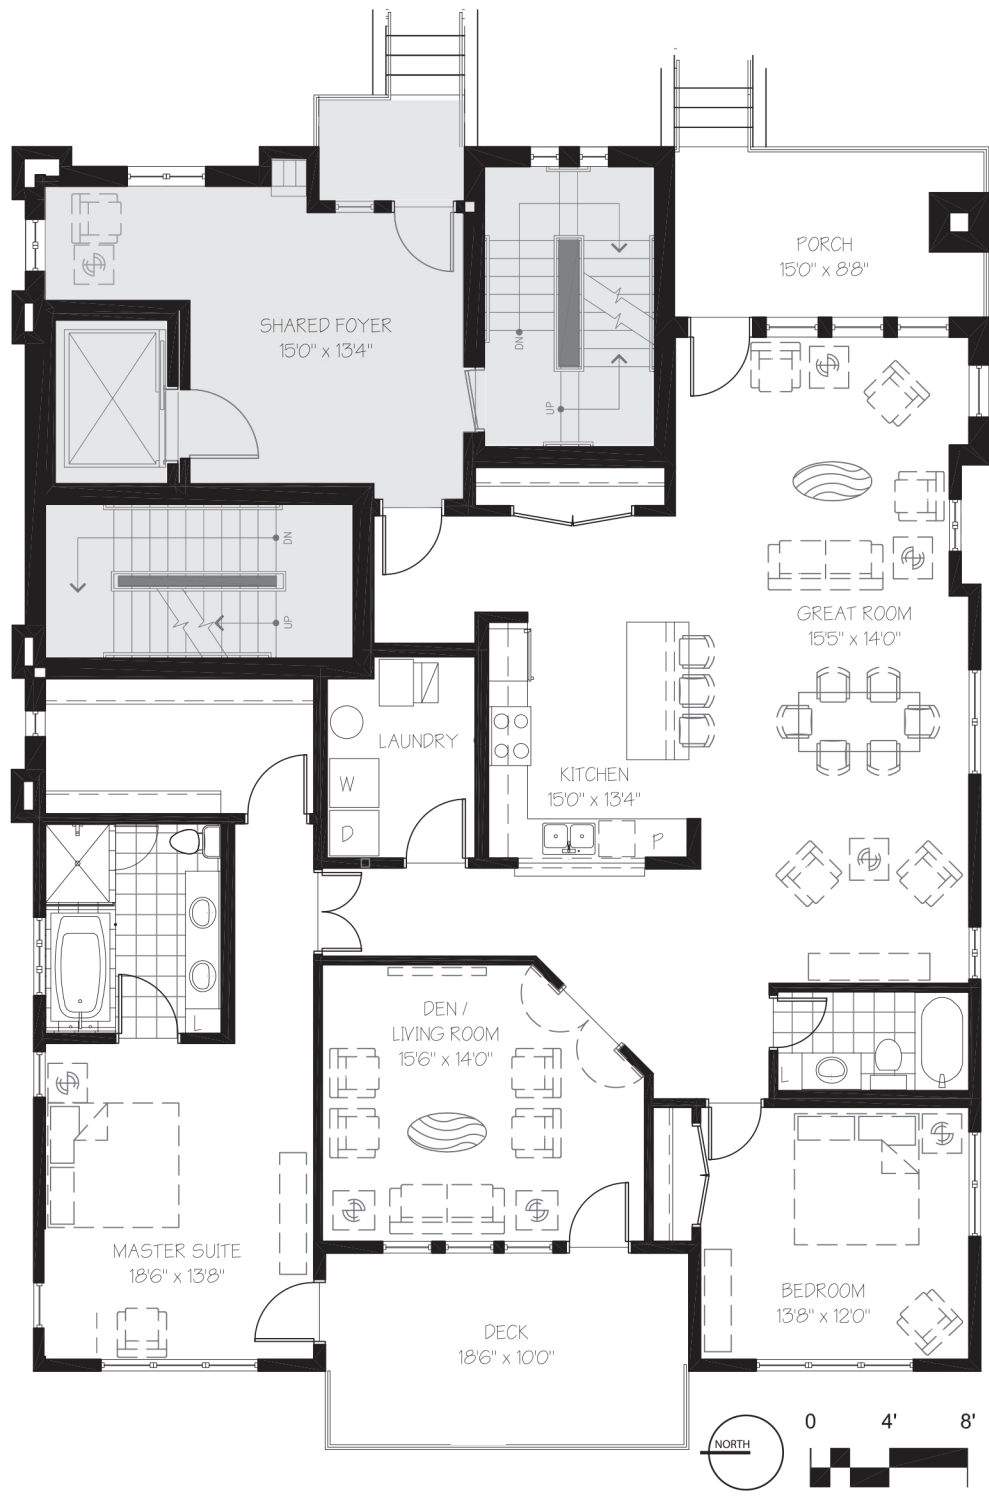 PORCH
15'0" x 8'8"
SHARED FOYER
15'0" x 13'4"
DN
UP
DN
UP
GREAT ROOM
15'5" x 14'0"
LAUNDRY
W
D
KITCHEN
15'0" x 13'4"
P
L
DEN /
LIVING ROOM
15'6" x 14'0"
L
MASTER SUITE
18'6" x 13'8"
BEDROOM
13'8" x 12'0"
DECK
18'6" x 10'0"
NORTH
0 4' 8'